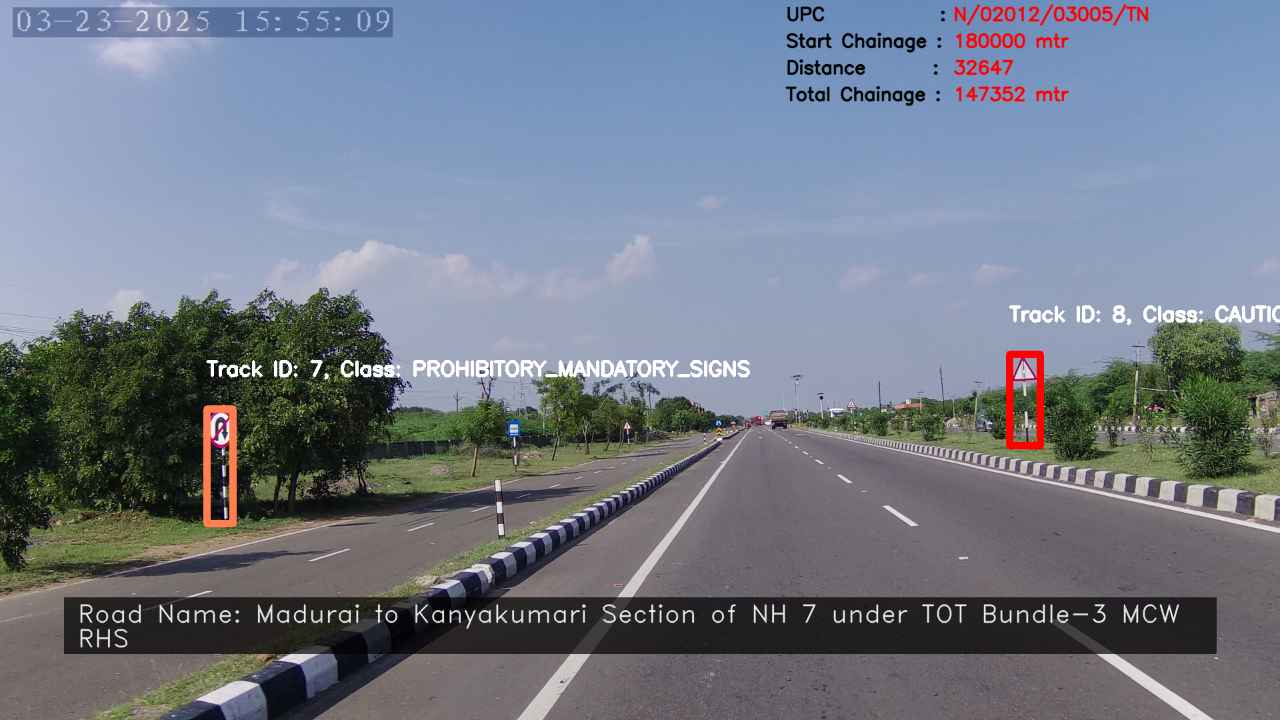 03-23-2025 15:55:09
UPC : N/02012/03005/TN
Start Chainage : 180000 mtr
Distance : 32647
Total Chainage : 147352 mtr
Track ID: 8, Class: CAUTIO
Track ID: 7, Class: PROHIBITORY_MANDATORY_SIGNS
Road Name: Madurai to Kanyakumari Section of NH 7 under TOT Bundle-3 MCW
RHS